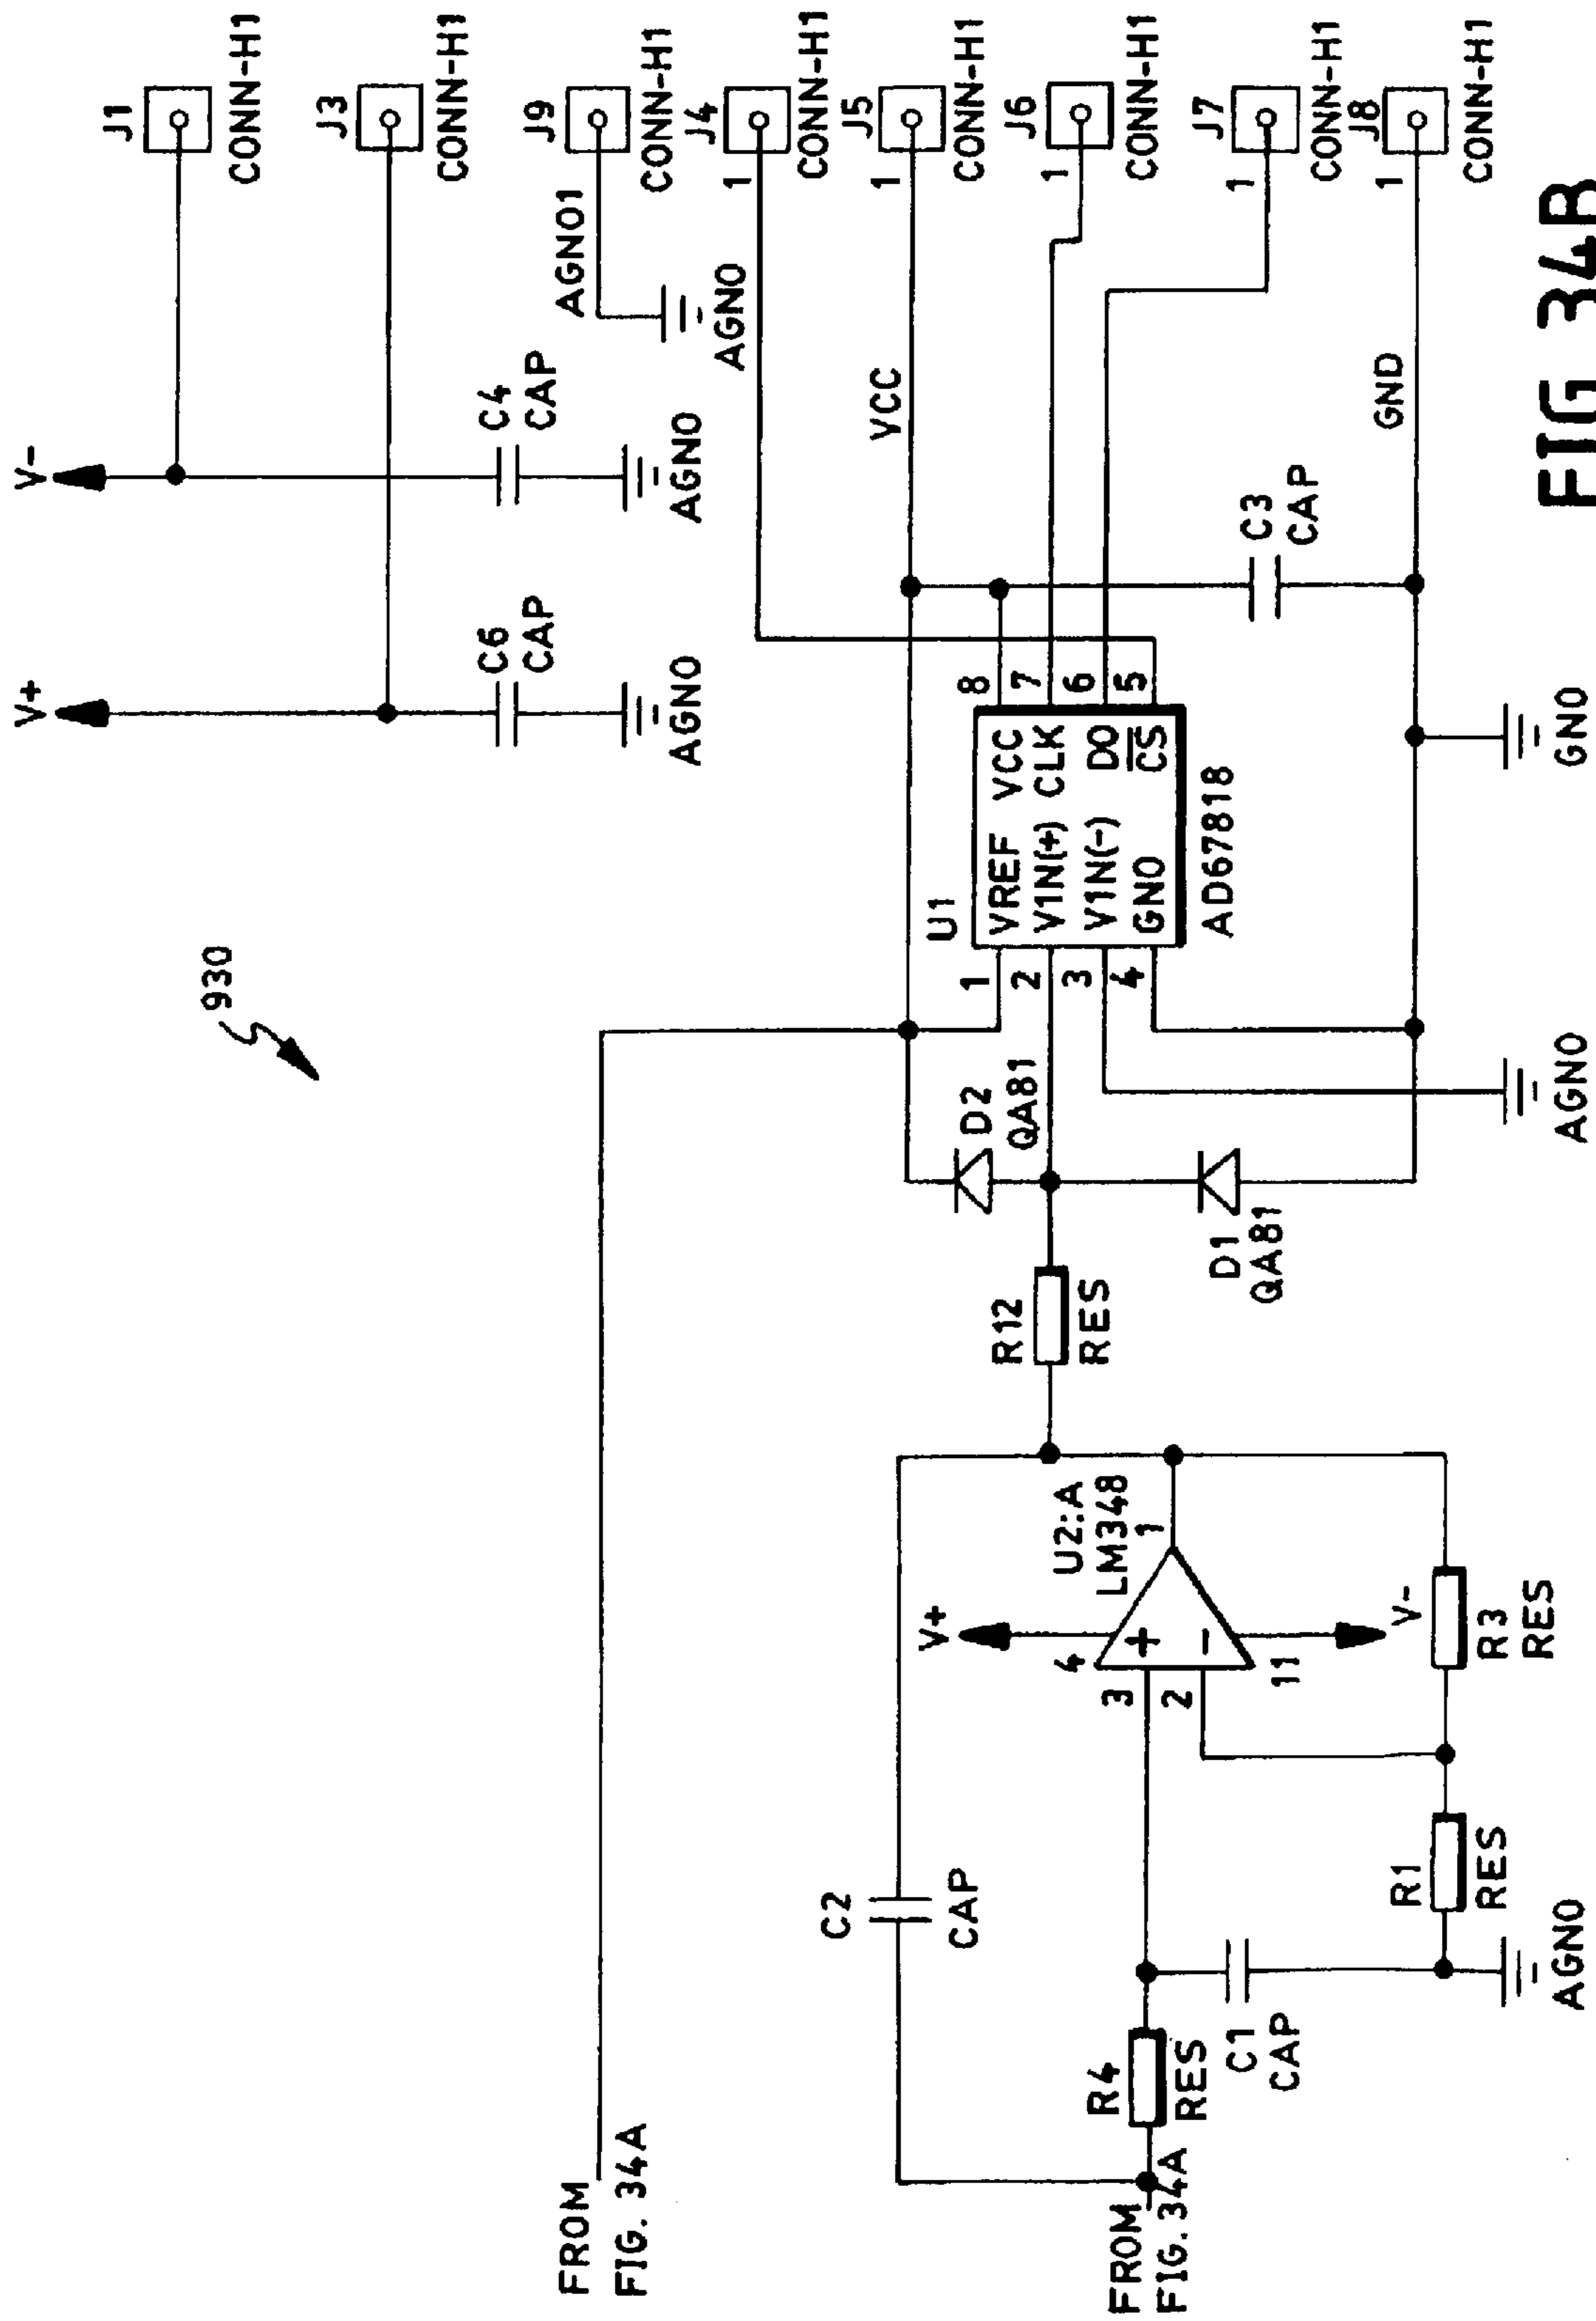 930
FROM
FIG. 34A
FROM
FIG. 34A
R4
RES
C1
CAP
C2
CAP
R1
RES
AGNO
R3
RES
V+
V-
4
3
2
11
1
U2:A
LM348
R12
RES
D2
QA81
D1
QA81
AGNO
U1
1
2
3
4
VREF VCC
V1N(+) CLK
V1N(-) DO
GNO CS
8
7
6
5
AD67818
GNO
C3
CAP
V+
C6
CAP
AGNO
V-
C4
CAP
AGNO
VCC
GND
AGNO1
AGNO
J1
CONN-H1
J3
CONN-H1
J9
CONN-H1
J4
1
CONN-H1
J5
1
CONN-H1
J6
1
CONN-H1
J7
1
CONN-H1
J8
1
CONN-H1
FIG 34B